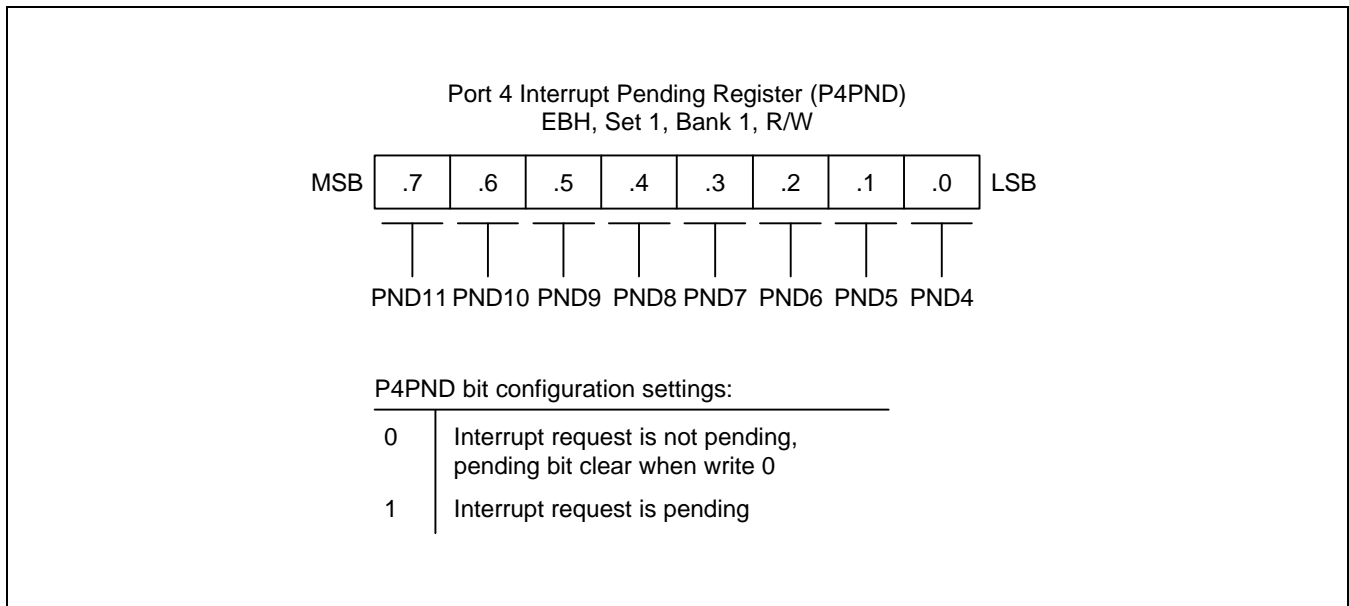 Port 4 Interrupt Pending Register (P4PND)
EBH, Set 1, Bank 1, R/W
MSB .7 .6 .5 .4 .3 .2 .1 .0 LSB
PND11 PND10 PND9 PND8 PND7 PND6 PND5 PND4
P4PND bit configuration settings:
0 Interrupt request is not pending,
pending bit clear when write 0
1 Interrupt request is pending